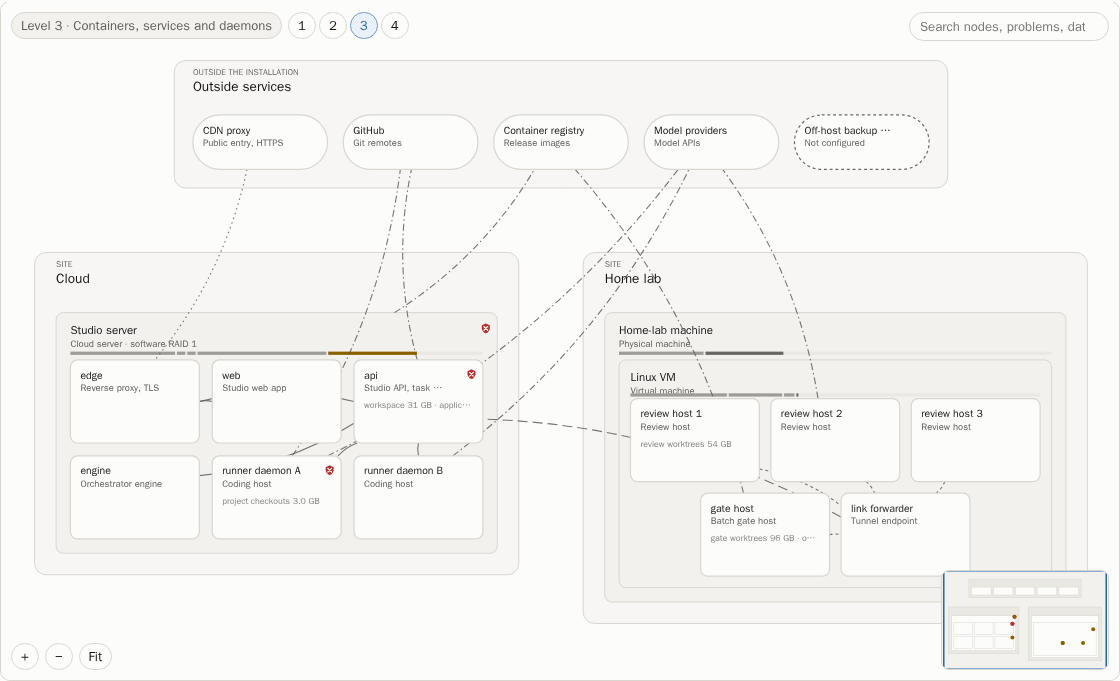 Level 3 · Containers, services and daemons
1
2
3
4
Search nodes, problems, dat
OUTSIDE THE INSTALLATION
Outside services
CDN proxy
Public entry, HTTPS
GitHub
Git remotes
Container registry
Release images
Model providers
Model APIs
Off-host backup ···
Not configured
SITE
Cloud
Studio server
Cloud server · software RAID 1
edge
Reverse proxy, TLS
web
Studio web app
api
Studio API, task ···
workspace 31 GB · applic···
engine
Orchestrator engine
runner daemon A
Coding host
project checkouts 3.0 GB
runner daemon B
Coding host
SITE
Home lab
Home-lab machine
Physical machine
Linux VM
Virtual machine
review host 1
Review host
review worktrees 54 GB
review host 2
Review host
review host 3
Review host
gate host
Batch gate host
gate worktrees 96 GB · o···
link forwarder
Tunnel endpoint
+
−
Fit